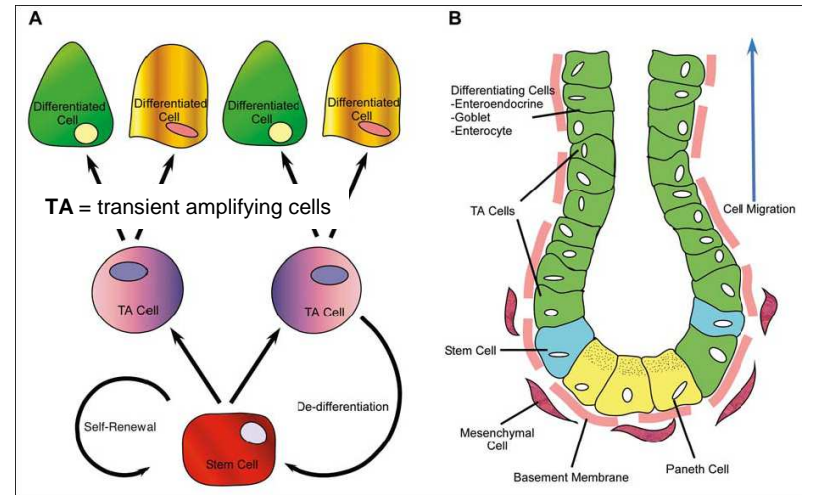 A
Differentiated
Cell
Differentiated
Cell
Differentiated
Cell
Differentiated
Cell
TA = transient amplifying cells
TA Cell
TA Cell
De-differentiation
Self-Renewal
Stem Cell
B
Differentiating Cells
-Enteroendocrine
-Goblet
-Enterocyte
TA Cells
Cell Migration
Stem Cell
Mesenchymal
Cell
Basement Membrane
Paneth Cell